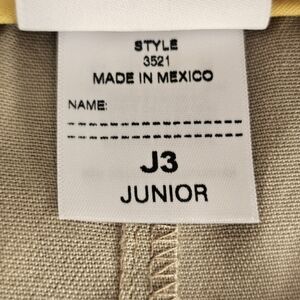 STYLE
3521
MADE IN MEXICO
NAME:
J3
JUNIOR